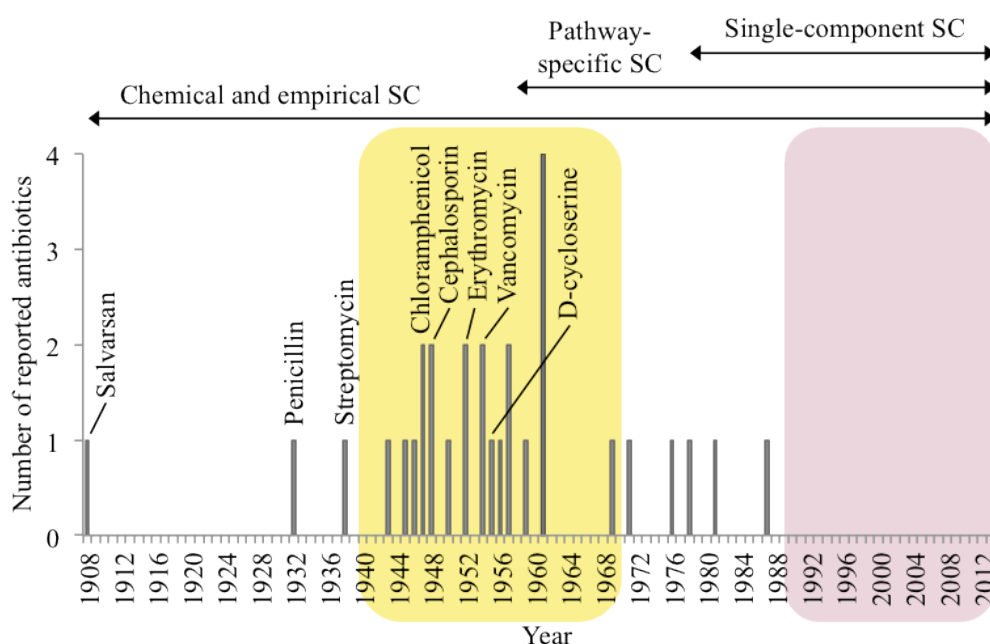 Single-component SC
Pathway-
specific SC
Chemical and empirical SC
Number of reported antibiotics
4
3
2
1
0
Salvarsan
Penicillin
Streptomycin
Chloramphenicol
Cephalosporin
Erythromycin
Vancomycin
D-cycloserine
1908
1912
1916
1920
1924
1928
1932
1936
1940
1944
1948
1952
1956
1960
1964
1968
1972
1976
1980
1984
1988
1992
1996
2000
2004
2008
2012
Year